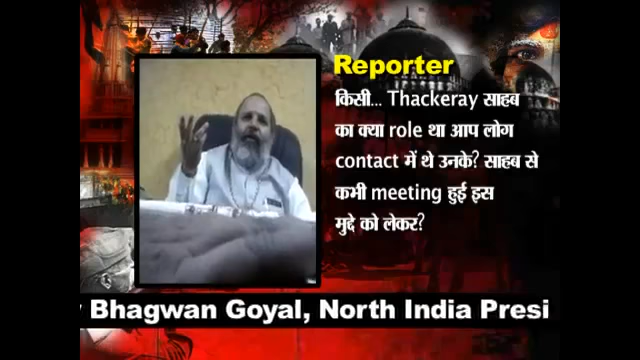 Reporter
किसी... Thackeray साहब
का क्या role था आप लोग
contact में थे उनके? साहब से
कभी meeting हुई इस
मुद्दे को लेकर?
Bhagwan Goyal, North India Presi